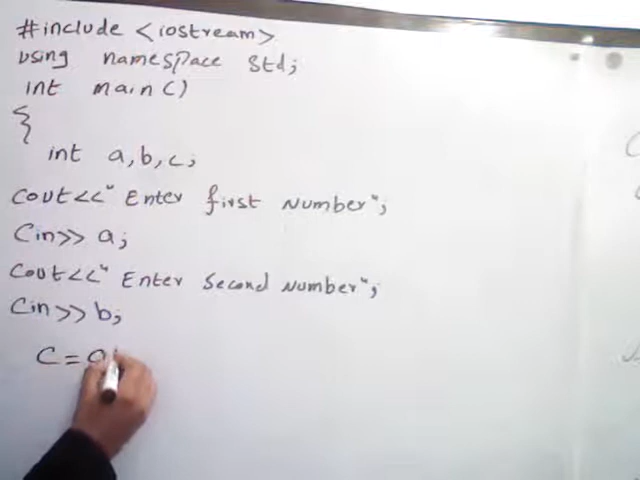 #include <iostream>
using namespace std;
int main()
{
int a,b,c;
Cout<<" Enter first Number";
Cin>> a;
Cout<<" Enter Second Number";
Cin>> b;
C=a